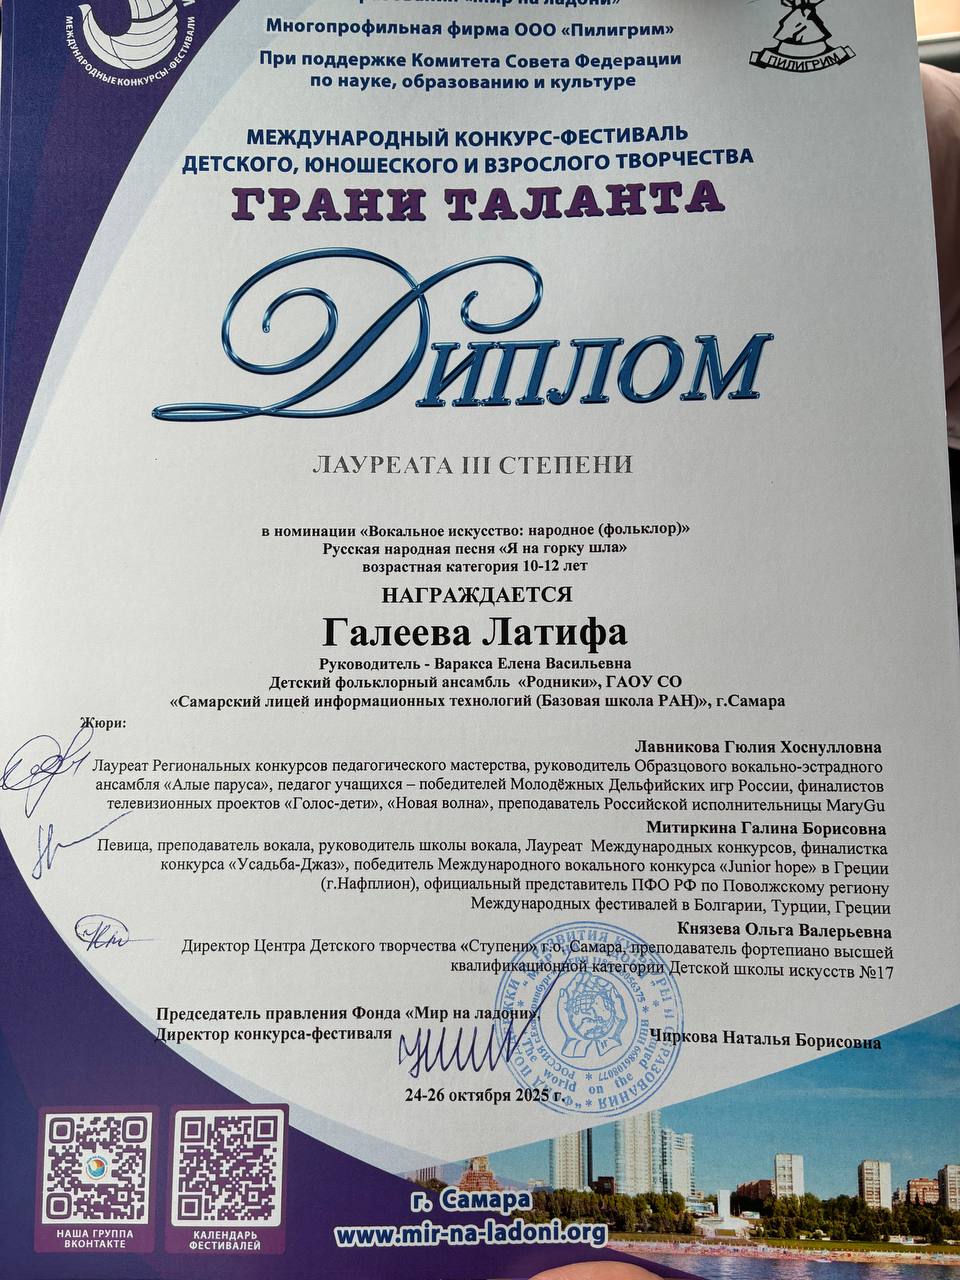 МЕЖДУНАРОДНЫЕ КОНКУРСЫ-ФЕСТИВАЛИ
«Мир на ладони»
Многопрофильная фирма ООО «Пилигрим»
При поддержке Комитета Совета Федерации
по науке, образованию и культуре
ПИЛИГРИМ
МЕЖДУНАРОДНЫЙ КОНКУРС-ФЕСТИВАЛЬ
ДЕТСКОГО, ЮНОШЕСКОГО И ВЗРОСЛОГО ТВОРЧЕСТВА
ГРАНИ ТАЛАНТА
Диплом
ЛАУРЕАТА III СТЕПЕНИ
в номинации «Вокальное искусство: народное (фольклор)»
Русская народная песня «Я на горку шла»
возрастная категория 10-12 лет
НАГРАЖДАЕТСЯ
Галеева Латифа
Руководитель - Варакса Елена Васильевна
Детский фольклорный ансамбль «Родники», ГАОУ СО
«Самарский лицей информационных технологий (Базовая школа РАН)», г.Самара
Жюри:
Лавникова Гюлия Хоснулловна
Лауреат Региональных конкурсов педагогического мастерства, руководитель Образцового вокально-эстрадного
ансамбля «Алые паруса», педагог учащихся – победителей Молодёжных Дельфийских игр России, финалистов
телевизионных проектов «Голос-дети», «Новая волна», преподаватель Российской исполнительницы MaryGu
Митиркина Галина Борисовна
Певица, преподаватель вокала, руководитель школы вокала, Лауреат Международных конкурсов, финалистка
конкурса «Усадьба-Джаз», победитель Международного вокального конкурса «Junior hope» в Греции
(г.Нафплион), официальный представитель ПФО РФ по Поволжскому региону
Международных фестивалей в Болгарии, Турции, Греции
Князева Ольга Валерьевна
Директор Центра Детского творчества «Ступени» г.о. Самара, преподаватель фортепиано высшей
квалификационной категории Детской школы искусств №17
Председатель правления Фонда «Мир на ладони»,
Директор конкурса-фестиваля
Чиркова Наталья Борисовна
The world on the palm
24-26 октября 2025 г.
НАША ГРУППА
ВКОНТАКТЕ
КАЛЕНДАРЬ
ФЕСТИВАЛЕЙ
г. Самара
www.mir-na-ladoni.org